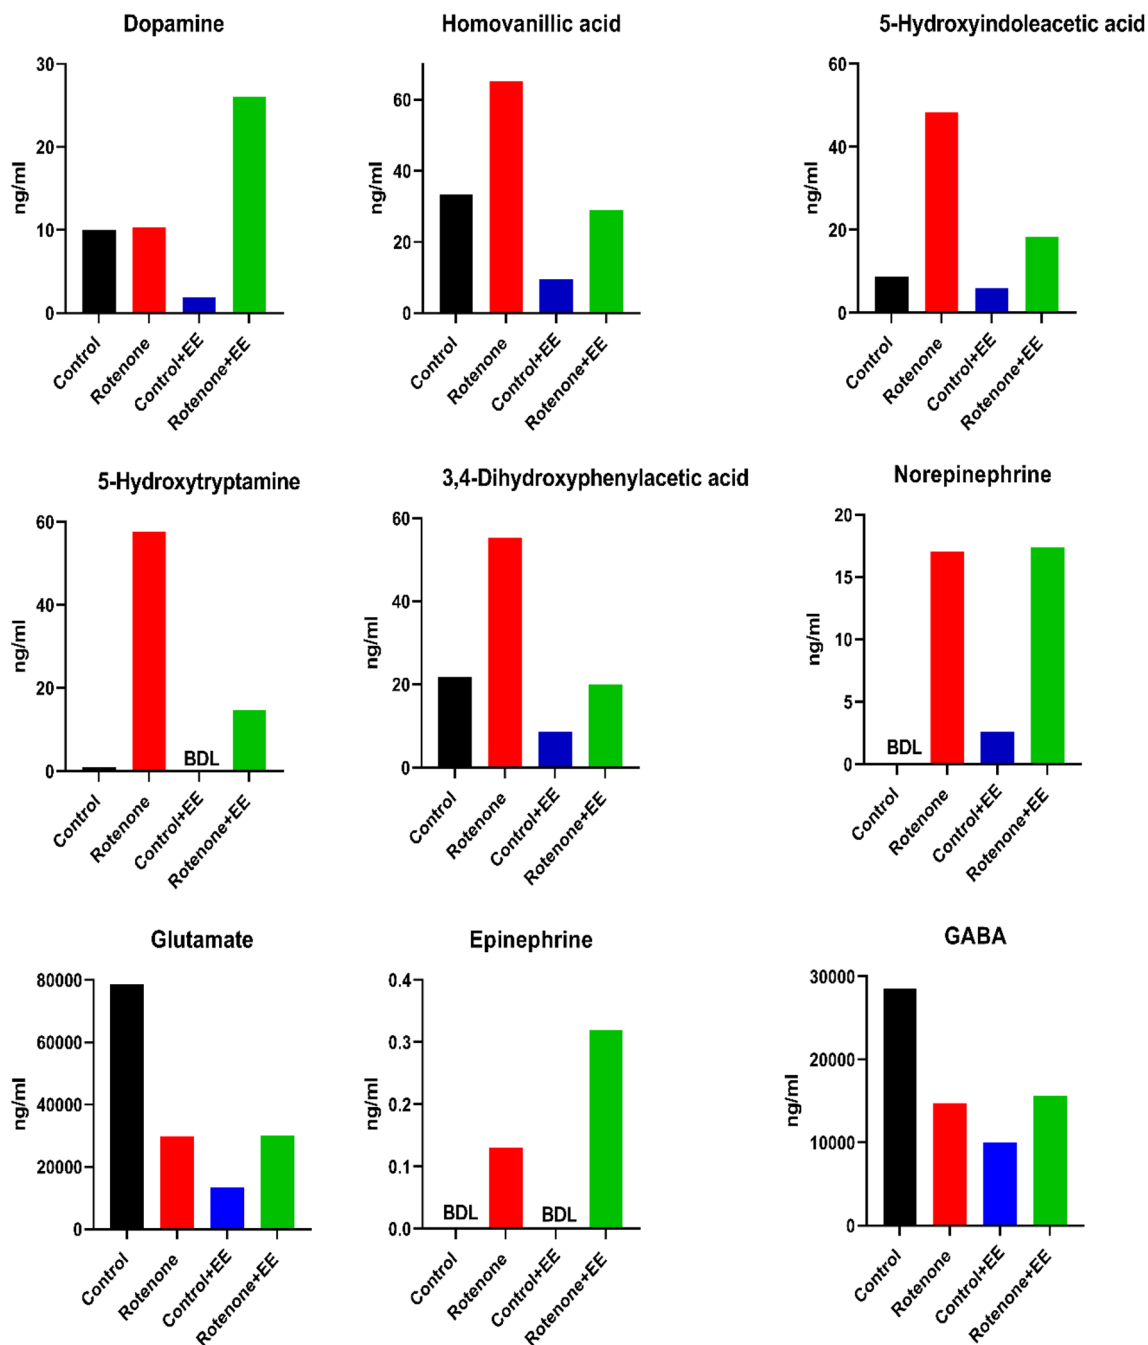 Dopamine
ng/ml
30
20
10
0
Control
Rotenone
Control+EE
Rotenone+EE
Homovanillic acid
ng/ml
60
40
20
0
Control
Rotenone
Control+EE
Rotenone+EE
5-Hydroxyindoleacetic acid
ng/ml
60
40
20
0
Control
Rotenone
Control+EE
Rotenone+EE
5-Hydroxytryptamine
ng/ml
60
40
20
0
BDL
Control
Rotenone
Control+EE
Rotenone+EE
3,4-Dihydroxyphenylacetic acid
ng/ml
60
40
20
0
Control
Rotenone
Control+EE
Rotenone+EE
Norepinephrine
ng/ml
20
15
10
5
0
BDL
Control
Rotenone
Control+EE
Rotenone+EE
Glutamate
ng/ml
80000
60000
40000
20000
0
Control
Rotenone
Control+EE
Rotenone+EE
Epinephrine
ng/ml
0.4
0.3
0.2
0.1
0.0
BDL
BDL
Control
Rotenone
Control+EE
Rotenone+EE
GABA
ng/ml
30000
20000
10000
0
Control
Rotenone
Control+EE
Rotenone+EE